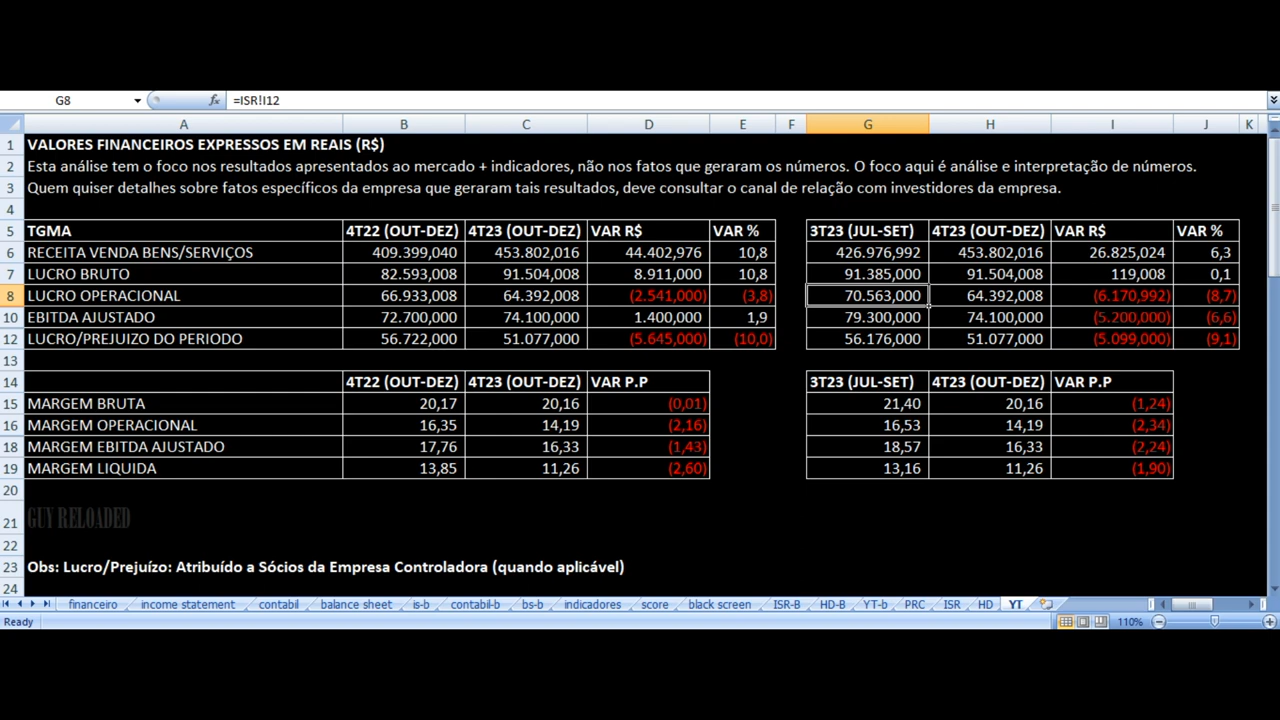 G8 fx =ISR!I12
A B C D E F G H I J K
1 VALORES FINANCEIROS EXPRESSOS EM REAIS (R$)
2 Esta análise tem o foco nos resultados apresentados ao mercado + indicadores, não nos fatos que geraram os números. O foco aqui é análise e interpretação de números.
3 Quem quiser detalhes sobre fatos específicos da empresa que geraram tais resultados, deve consultar o canal de relação com investidores da empresa.
4
5 TGMA 4T22 (OUT-DEZ) 4T23 (OUT-DEZ) VAR R$ VAR % 3T23 (JUL-SET) 4T23 (OUT-DEZ) VAR R$ VAR %
6 RECEITA VENDA BENS/SERVIÇOS 409.399,040 453.802,016 44.402,976 10,8 426.976,992 453.802,016 26.825,024 6,3
7 LUCRO BRUTO 82.593,008 91.504,008 8.911,000 10,8 91.385,000 91.504,008 119,008 0,1
8 LUCRO OPERACIONAL 66.933,008 64.392,008 (2.541,000) (3,8) 70.563,000 64.392,008 (6.170,992) (8,7)
10 EBITDA AJUSTADO 72.700,000 74.100,000 1.400,000 1,9 79.300,000 74.100,000 (5.200,000) (6,6)
12 LUCRO/PREJUIZO DO PERIODO 56.722,000 51.077,000 (5.645,000) (10,0) 56.176,000 51.077,000 (5.099,000) (9,1)
13
14 4T22 (OUT-DEZ) 4T23 (OUT-DEZ) VAR P.P 3T23 (JUL-SET) 4T23 (OUT-DEZ) VAR P.P
15 MARGEM BRUTA 20,17 20,16 (0,01) 21,40 20,16 (1,24)
16 MARGEM OPERACIONAL 16,35 14,19 (2,16) 16,53 14,19 (2,34)
18 MARGEM EBITDA AJUSTADO 17,76 16,33 (1,43) 18,57 16,33 (2,24)
19 MARGEM LIQUIDA 13,85 11,26 (2,60) 13,16 11,26 (1,90)
20
21 GUY RELOADED
22
23 Obs: Lucro/Prejuízo: Atribuído a Sócios da Empresa Controladora (quando aplicável)
24
financeiro income statement contabil balance sheet is-b contabil-b bs-b indicadores score black screen ISR-B HD-B YT-b PRC ISR HD YT
Ready 110%